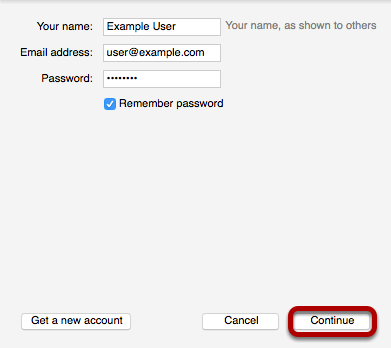 Your name: Example User Your name, as shown to others
Email address: user@example.com
Password: ••••••••
Remember password
Get a new account Cancel Continue